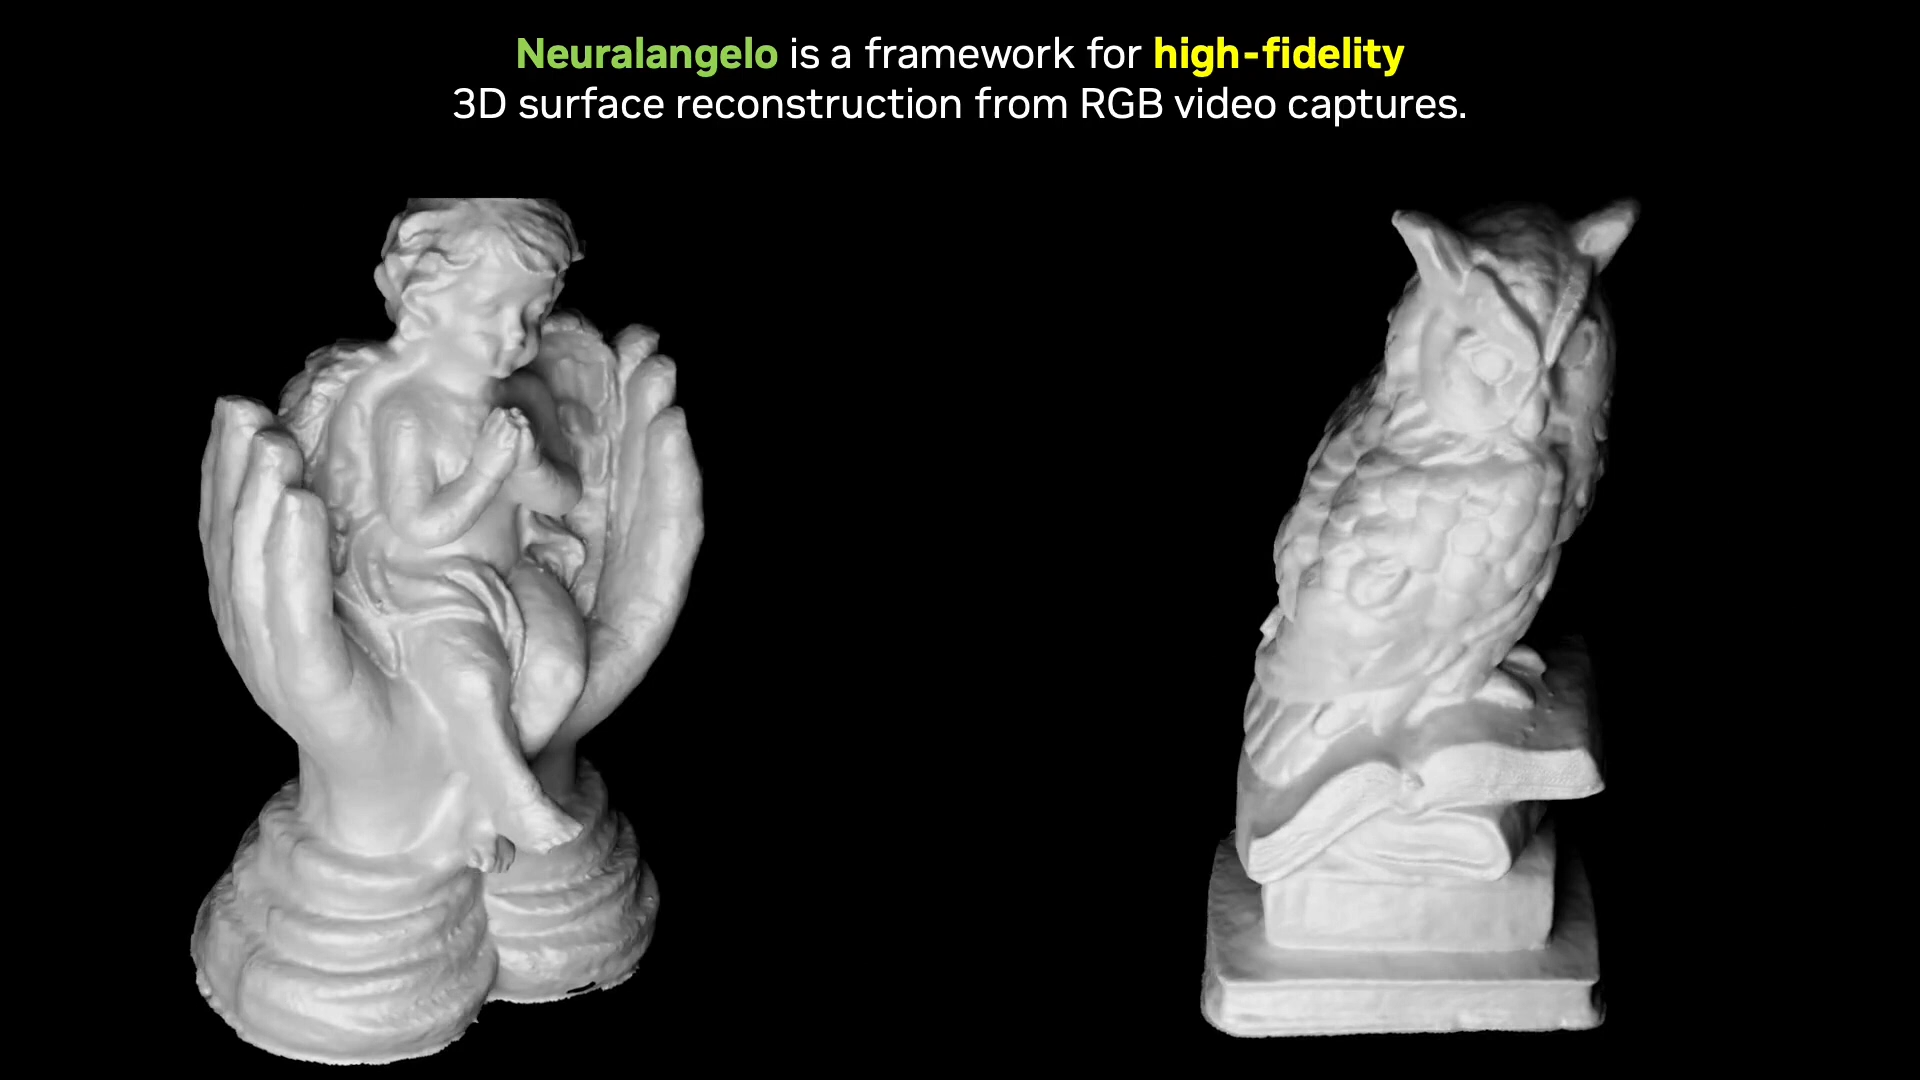 Neuralangelo is a framework for high-fidelity
3D surface reconstruction from RGB video captures.